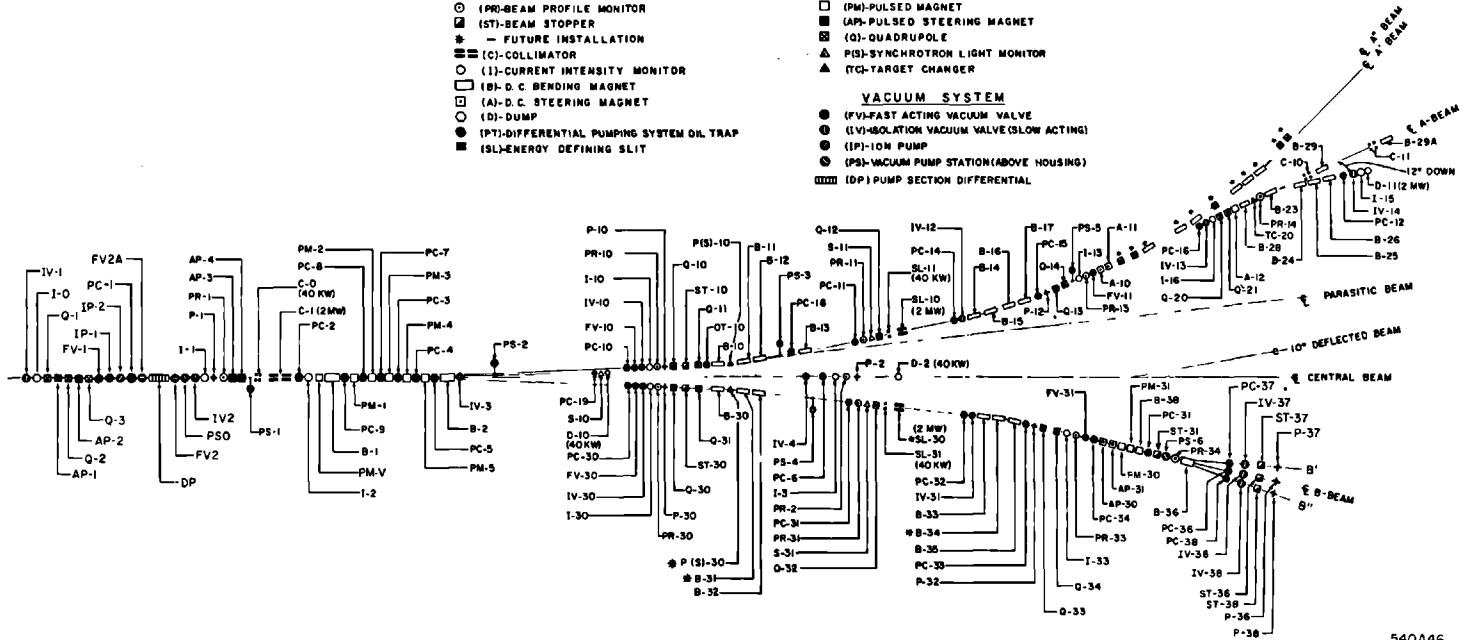 (PR)-BEAM PROFILE MONITOR
(ST)-BEAM STOPPER
* - FUTURE INSTALLATION
(C)-COLLIMATOR
(I)-CURRENT INTENSITY MONITOR
(B)-D.C. BENDING MAGNET
(A)-D.C. STEERING MAGNET
(D)-DUMP
(PT)-DIFFERENTIAL PUMPING SYSTEM OIL TRAP
(SL)-ENERGY DEFINING SLIT
(PM)-PULSED MAGNET
(AP)-PULSED STEERING MAGNET
(Q)-QUADRUPOLE
P(S)-SYNCHROTRON LIGHT MONITOR
(TC)-TARGET CHANGER
VACUUM SYSTEM
(FV)-FAST ACTING VACUUM VALVE
(IV)-ISOLATION VACUUM VALVE (SLOW ACTING)
(IP)-ION PUMP
(PS)-VACUUM PUMP STATION (ABOVE HOUSING)
(DP) PUMP SECTION DIFFERENTIAL
℄ A" BEAM
℄ A' BEAM
℄ A-BEAM
B-29A
C-11
B-29
C-10
12° DOWN
D-11 (2 MW)
I-15
IV-14
PC-12
B-26
B-25
B-23
PR-14
TC-20
B-28
B-24
A-12
Q-21
PC-16
IV-13
I-16
Q-20
℄ PARASITIC BEAM
10° DEFLECTED BEAM
℄ CENTRAL BEAM
IV-1
I-0
Q-1
IP-2
IP-1
FV-1
FV2A
PC-1
AP-4
AP-3
PR-1
P-1
I-1
C-0
(40 KW)
C-1 (2MW)
PC-2
PM-2
PC-8
PC-7
PM-3
PC-3
PM-4
PC-4
PS-2
Q-3
AP-2
Q-2
AP-1
DP
FV2
PSO
IV2
PS-1
I-2
PM-V
B-1
PC-9
PM-1
IV-3
B-2
PC-5
PM-5
P-10
PR-10
I-10
IV-10
FV-10
PC-10
Q-10
ST-10
Q-11
OT-10
B-10
P(S)-10
B-11
B-12
PS-3
PC-18
B-13
Q-12
S-11
PR-11
PC-11
SL-11
(40 KW)
SL-10
(2 MW)
IV-12
PC-14
B-14
B-16
B-15
B-17
PC-15
Q-14
P-12
Q-13
PS-5
I-13
A-11
A-10
FV-11
PR-13
PC-19
S-10
D-10
(40 KW)
PC-30
FV-30
IV-30
I-30
PR-30
P-30
Q-30
ST-30
Q-31
B-30
* P(S)-30
* B-31
B-32
P-2
D-2 (40KW)
IV-4
PS-4
PC-6
I-3
PR-2
PC-31
PR-31
S-31
Q-32
(2 MW)
*SL-30
SL-31
(40 KW)
PC-32
IV-31
B-33
* B-34
B-35
PC-33
P-32
Q-33
Q-34
I-33
PR-33
PC-34
AP-30
AP-31
PM-30
FV-31
PM-31
B-38
PC-31
ST-31
PS-6
PR-34
B-36
PC-37
IV-37
ST-37
P-37
B'
℄ B-BEAM
B"
PC-36
PC-38
IV-36
IV-38
ST-36
ST-38
P-36
P-38
540A46